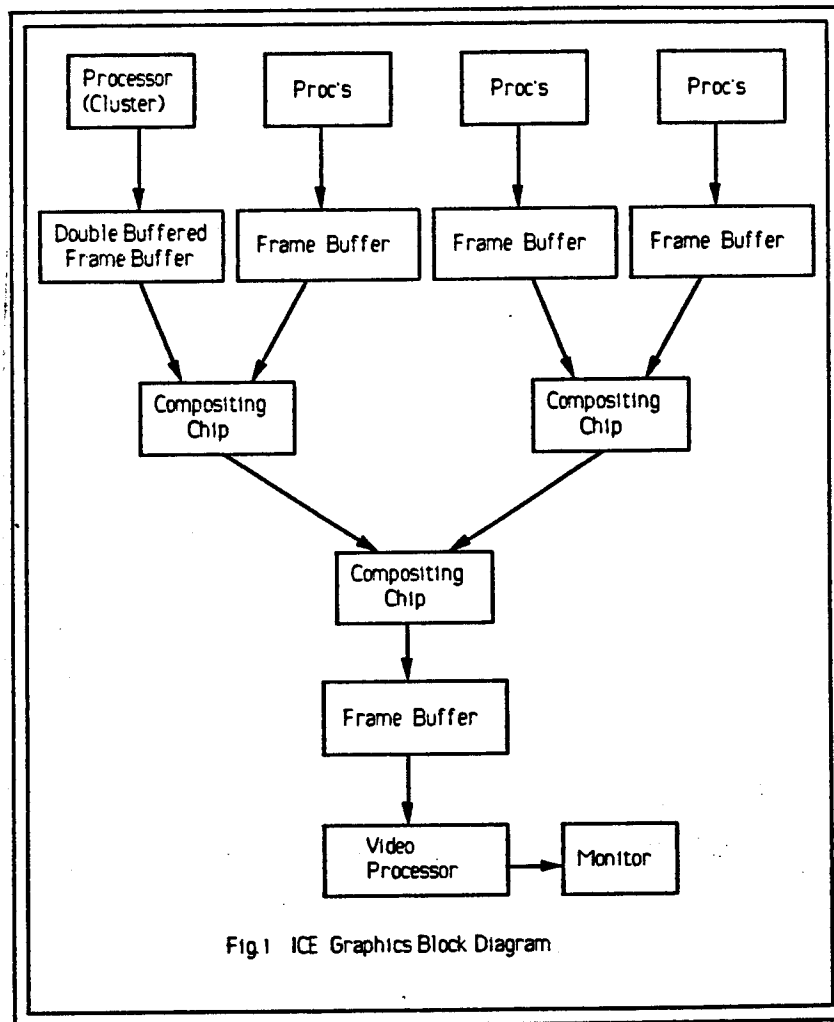 Processor
(Cluster)
Proc's
Proc's
Proc's
Double Buffered
Frame Buffer
Frame Buffer
Frame Buffer
Frame Buffer
Compositing
Chip
Compositing
Chip
Compositing
Chip
Frame Buffer
Video
Processor
Monitor
Fig.1 ICE Graphics Block Diagram